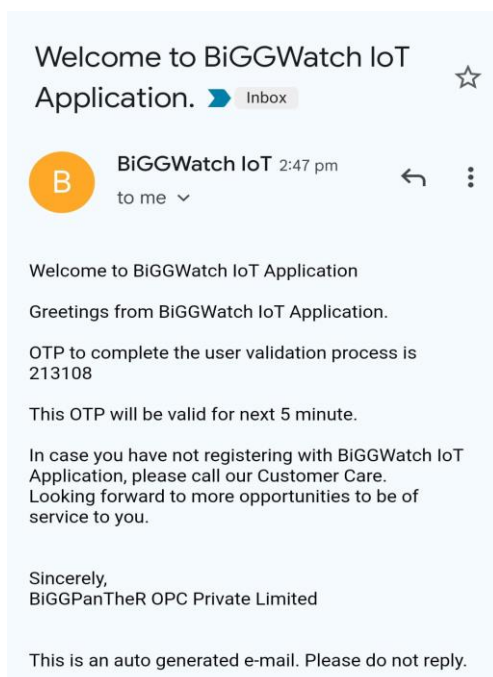 Welcome to BiGGWatch IoT
Application. Inbox
B
BiGGWatch IoT 2:47 pm
to me
Welcome to BiGGWatch IoT Application
Greetings from BiGGWatch IoT Application.
OTP to complete the user validation process is
213108
This OTP will be valid for next 5 minute.
In case you have not registering with BiGGWatch IoT
Application, please call our Customer Care.
Looking forward to more opportunities to be of
service to you.
Sincerely,
BiGGPanTheR OPC Private Limited
This is an auto generated e-mail. Please do not reply.